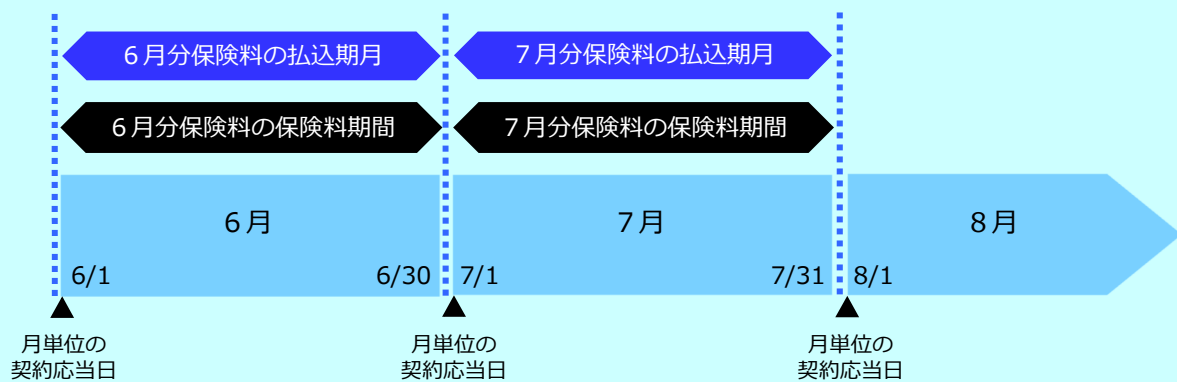 6月分保険料の払込期月
7月分保険料の払込期月
6月分保険料の保険料期間
7月分保険料の保険料期間
6月
7月
8月
6/1
6/30
7/1
7/31
8/1
月単位の
契約応当日
月単位の
契約応当日
月単位の
契約応当日